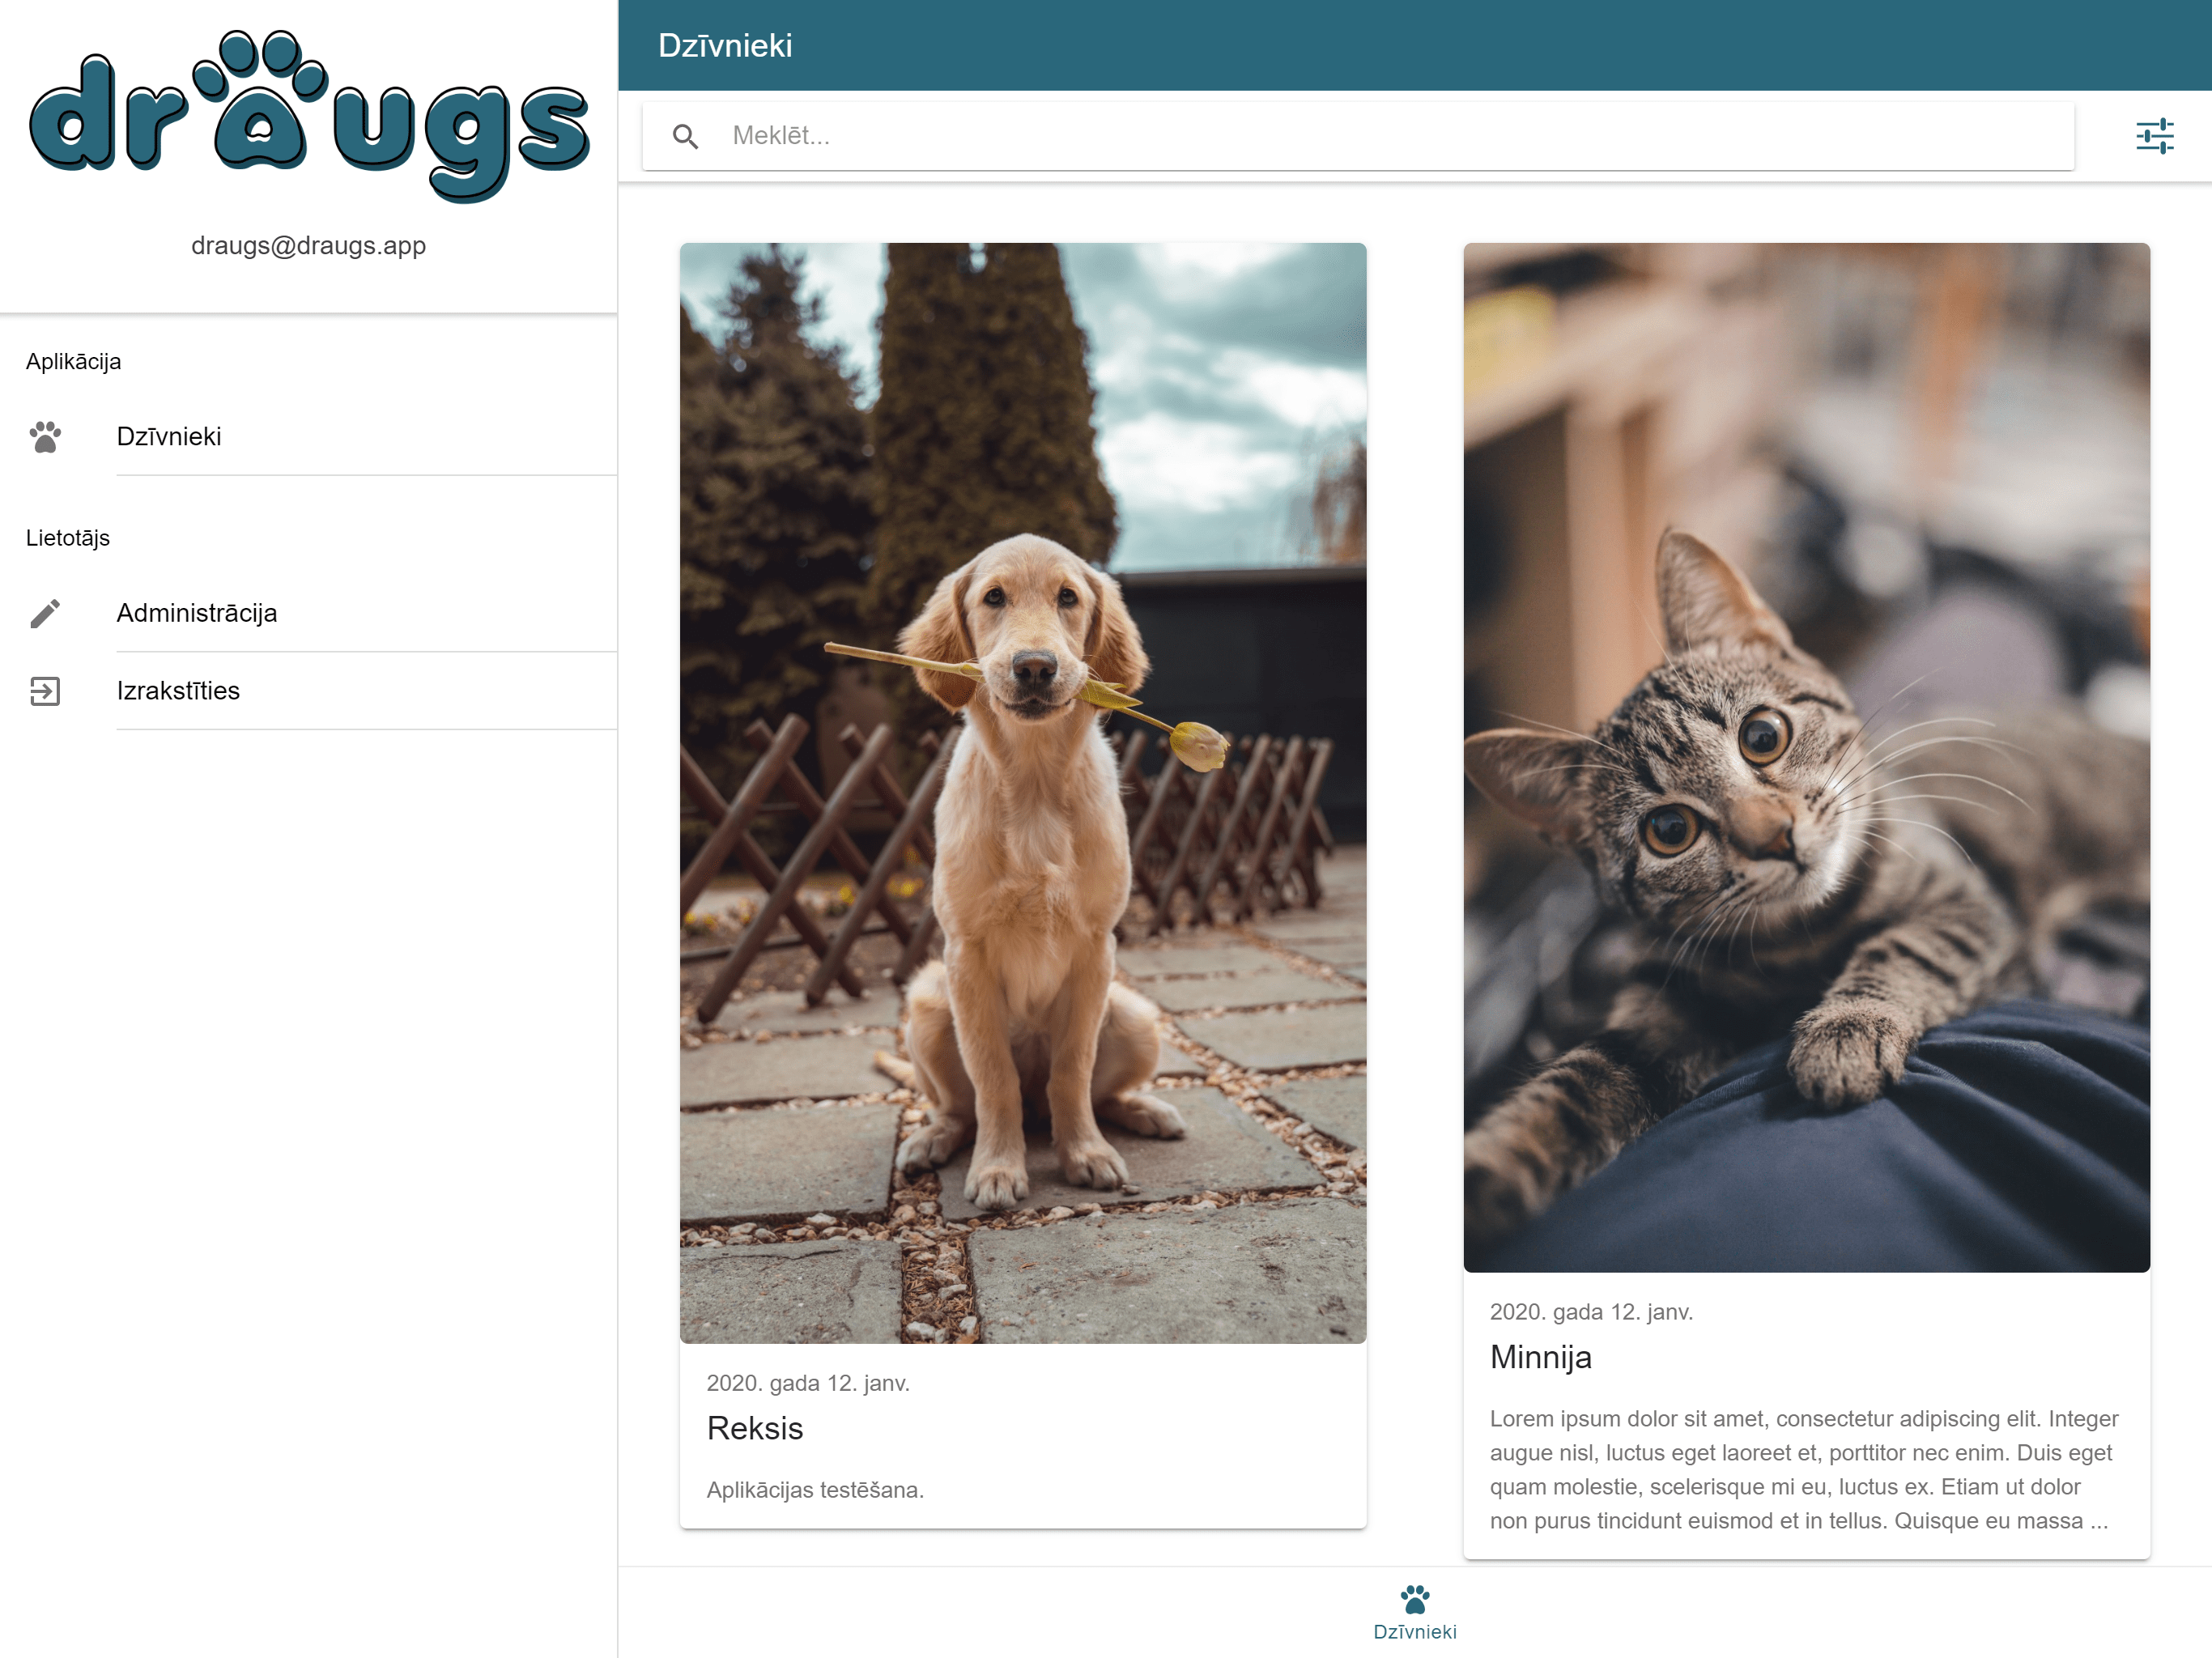 draugs
draugs@draugs.app
Aplikācija
Dzīvnieki
Lietotājs
Administrācija
Izrakstīties
Dzīvnieki
Meklēt...
2020. gada 12. janv.
Reksis
Aplikācijas testēšana.
2020. gada 12. janv.
Minnija
Lorem ipsum dolor sit amet, consectetur adipiscing elit. Integer
augue nisl, luctus eget laoreet et, porttitor nec enim. Duis eget
quam molestie, scelerisque mi eu, luctus ex. Etiam ut dolor
non purus tincidunt euismod et in tellus. Quisque eu massa ...
Dzīvnieki